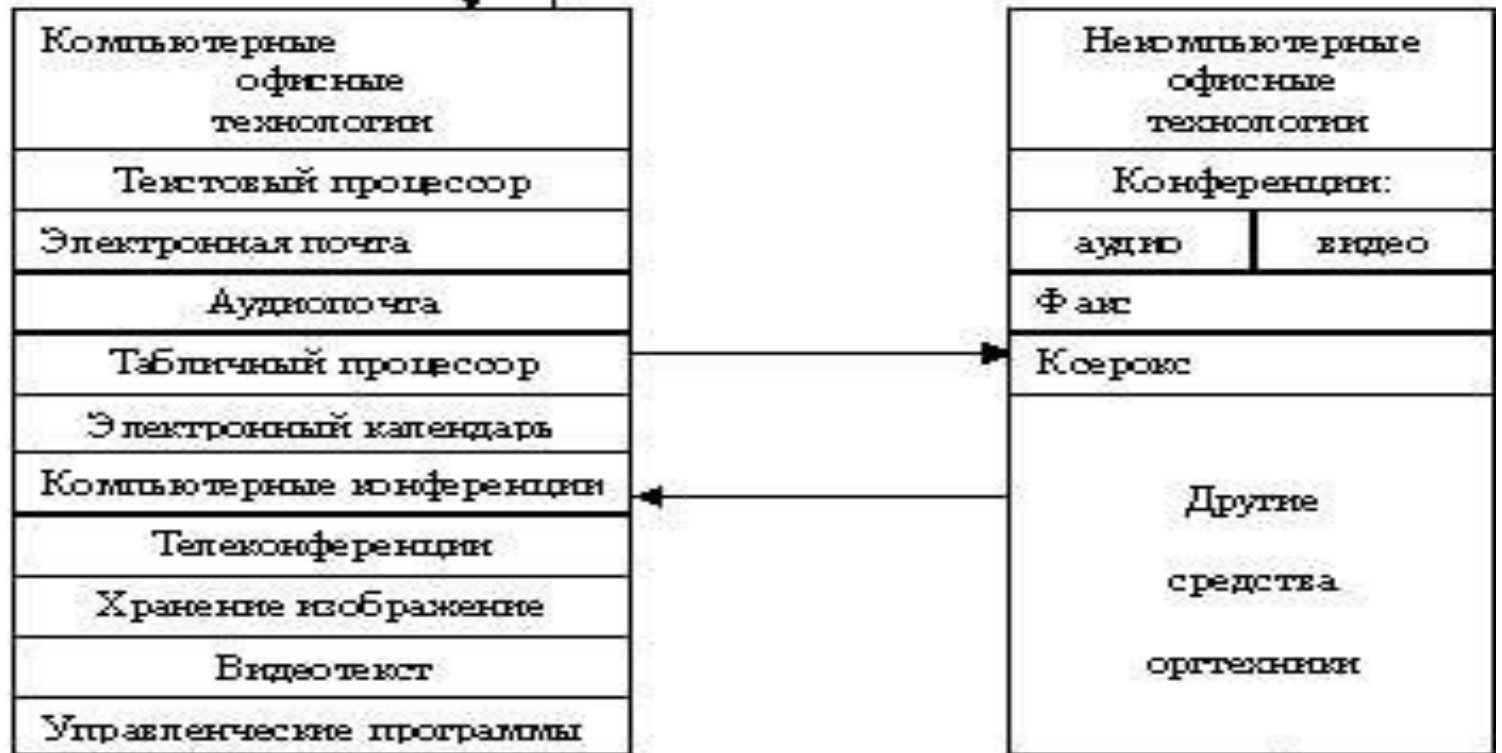 Компьютерные
офисные
технологии
Текстовый процессор
Электронная почта
Аудиопочта
Табличный процессор
Электронный календарь
Компьютерные конференции
Телеконференции
Хранение изображение
Видеотекст
Управленческие программы
Некомпьютерные
офисные
технологии
Конференции:
аудио видео
Факс
Ксерокс
Другие
средства
оргтехники